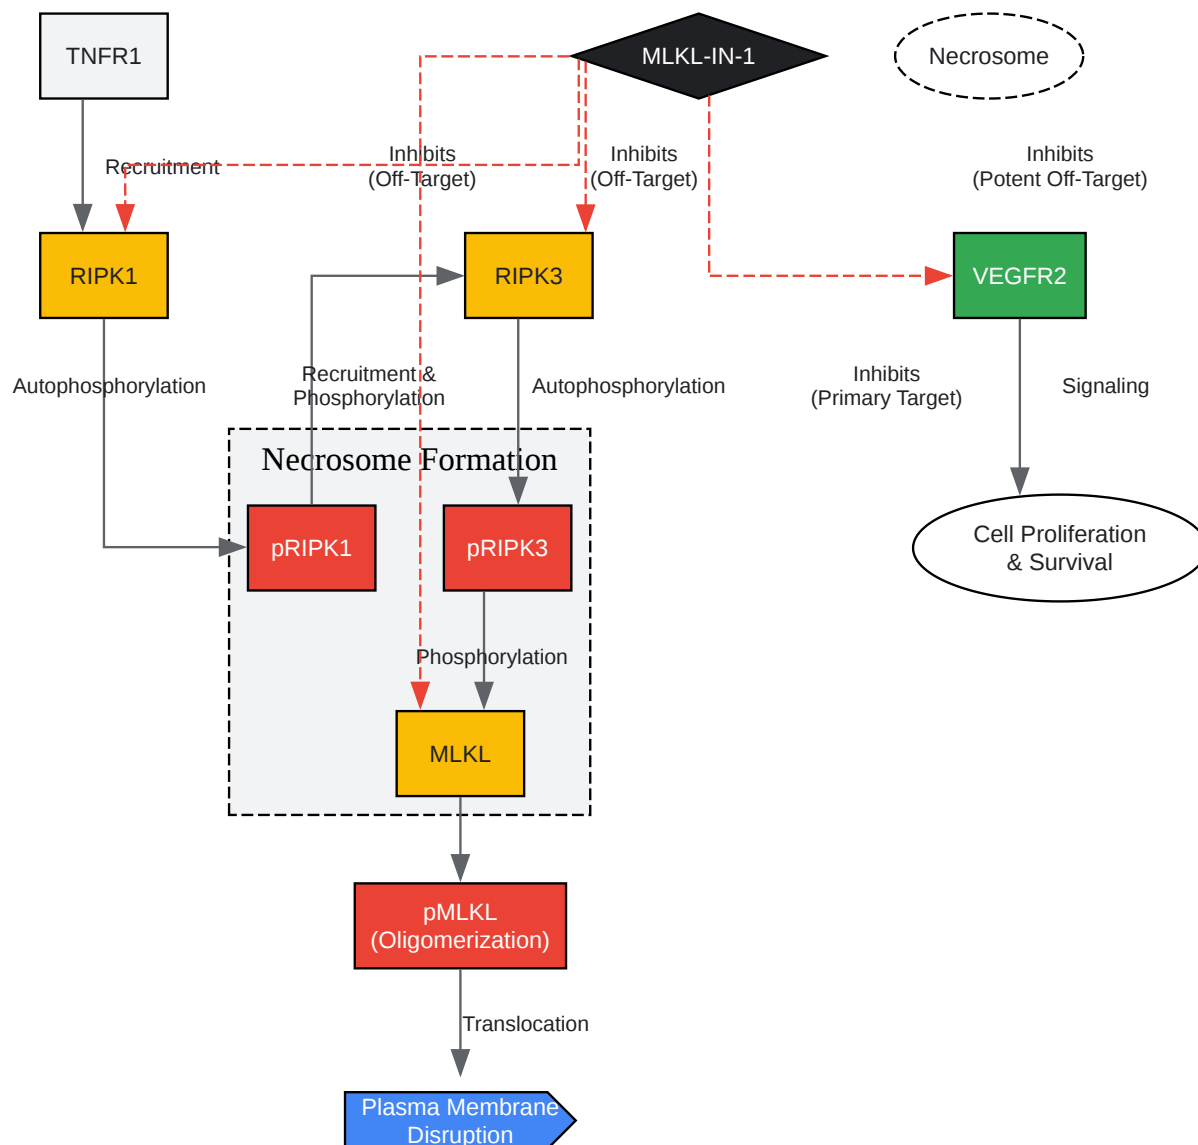 TNFR1
MLKL-IN-1
Necrosome
Recruitment
Inhibits
(Off-Target)
Inhibits
(Off-Target)
Inhibits
(Potent Off-Target)
RIPK1
RIPK3
VEGFR2
Autophosphorylation
Recruitment &
Phosphorylation
Autophosphorylation
Inhibits
(Primary Target)
Signaling
Necrosome Formation
pRIPK1
pRIPK3
Cell Proliferation
& Survival
Phosphorylation
MLKL
pMLKL
(Oligomerization)
Translocation
Plasma Membrane
Disruption